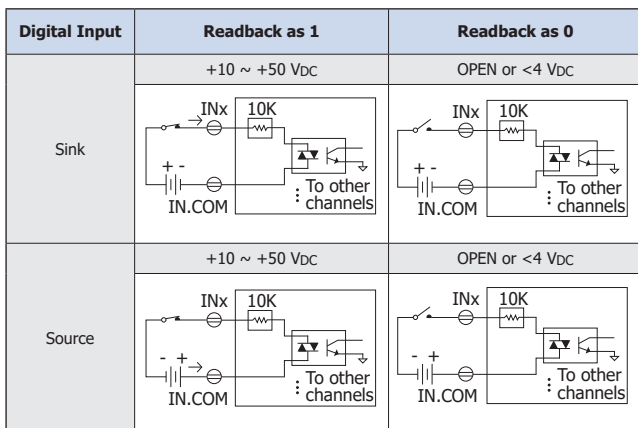 Digital Input Readback as 1 Readback as 0
+10 ~ +50 VDC OPEN or <4 VDC
Sink
INx 10K
+ -
IN.COM
To other
channels
INx 10K
+ -
IN.COM
To other
channels
+10 ~ +50 VDC OPEN or <4 VDC
Source
INx 10K
- +
IN.COM
To other
channels
INx 10K
- +
IN.COM
To other
channels